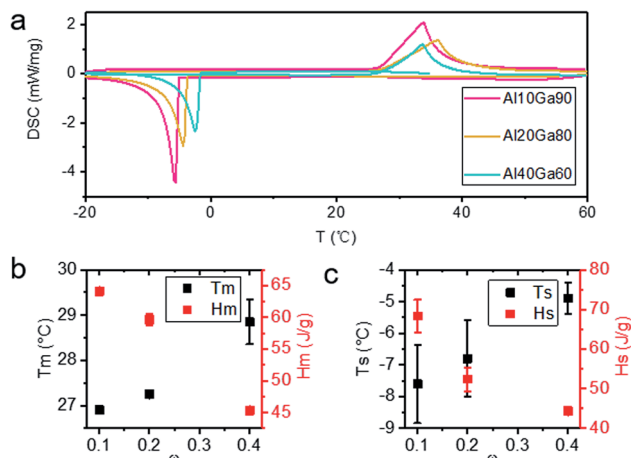 a
2
0
-2
-4
DSC (mW/mg)
Al10Ga90
Al20Ga80
Al40Ga60
-20 0 20 40 60
T (℃)
b
30
29
28
27
Tm (°C)
Tm
Hm
65
60
55
50
45
Hm (J/g)
0.1 0.2 0.3 0.4
c
-4
-5
-6
-7
-8
-9
Ts (°C)
Ts
Hs
80
70
60
50
40
Hs (J/g)
0.1 0.2 0.3 0.4